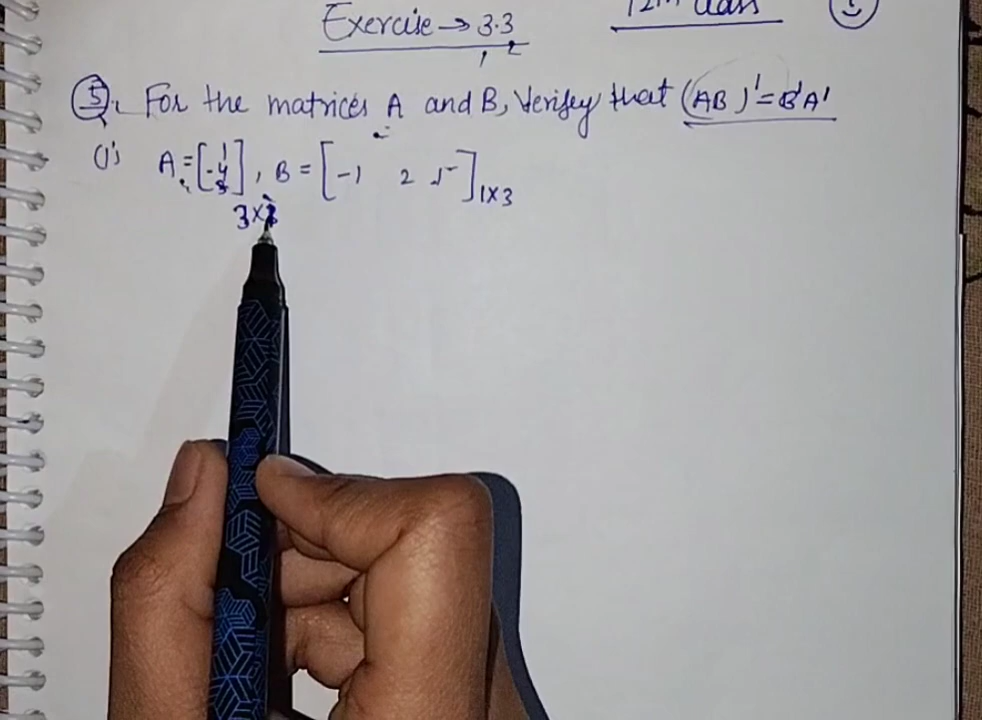 Exercise → 3.3
12th Class
5. For the matrices A and B, Verifey that (AB)' = B'A'
(i) A = [1 -4 3], B = [-1 2 1]1×3
3×1